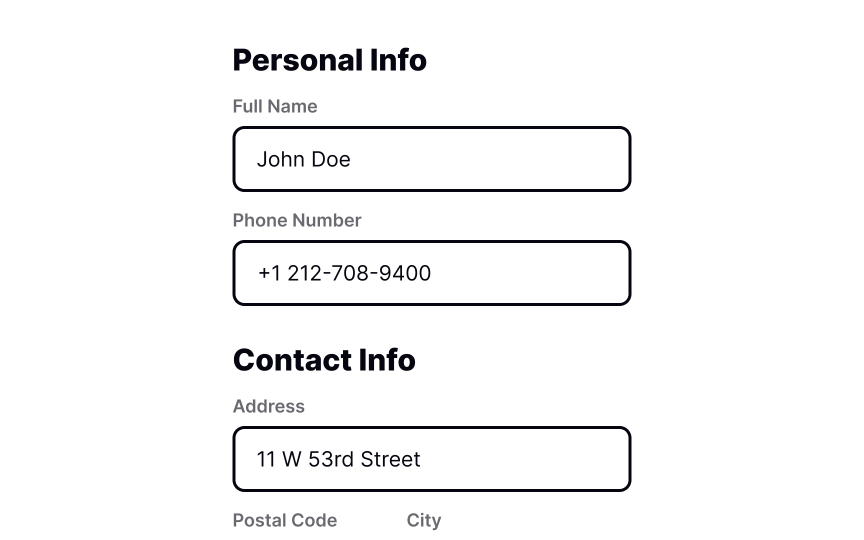 Personal Info
Full Name
John Doe
Phone Number
+1 212-708-9400
Contact Info
Address
11 W 53rd Street
Postal Code City